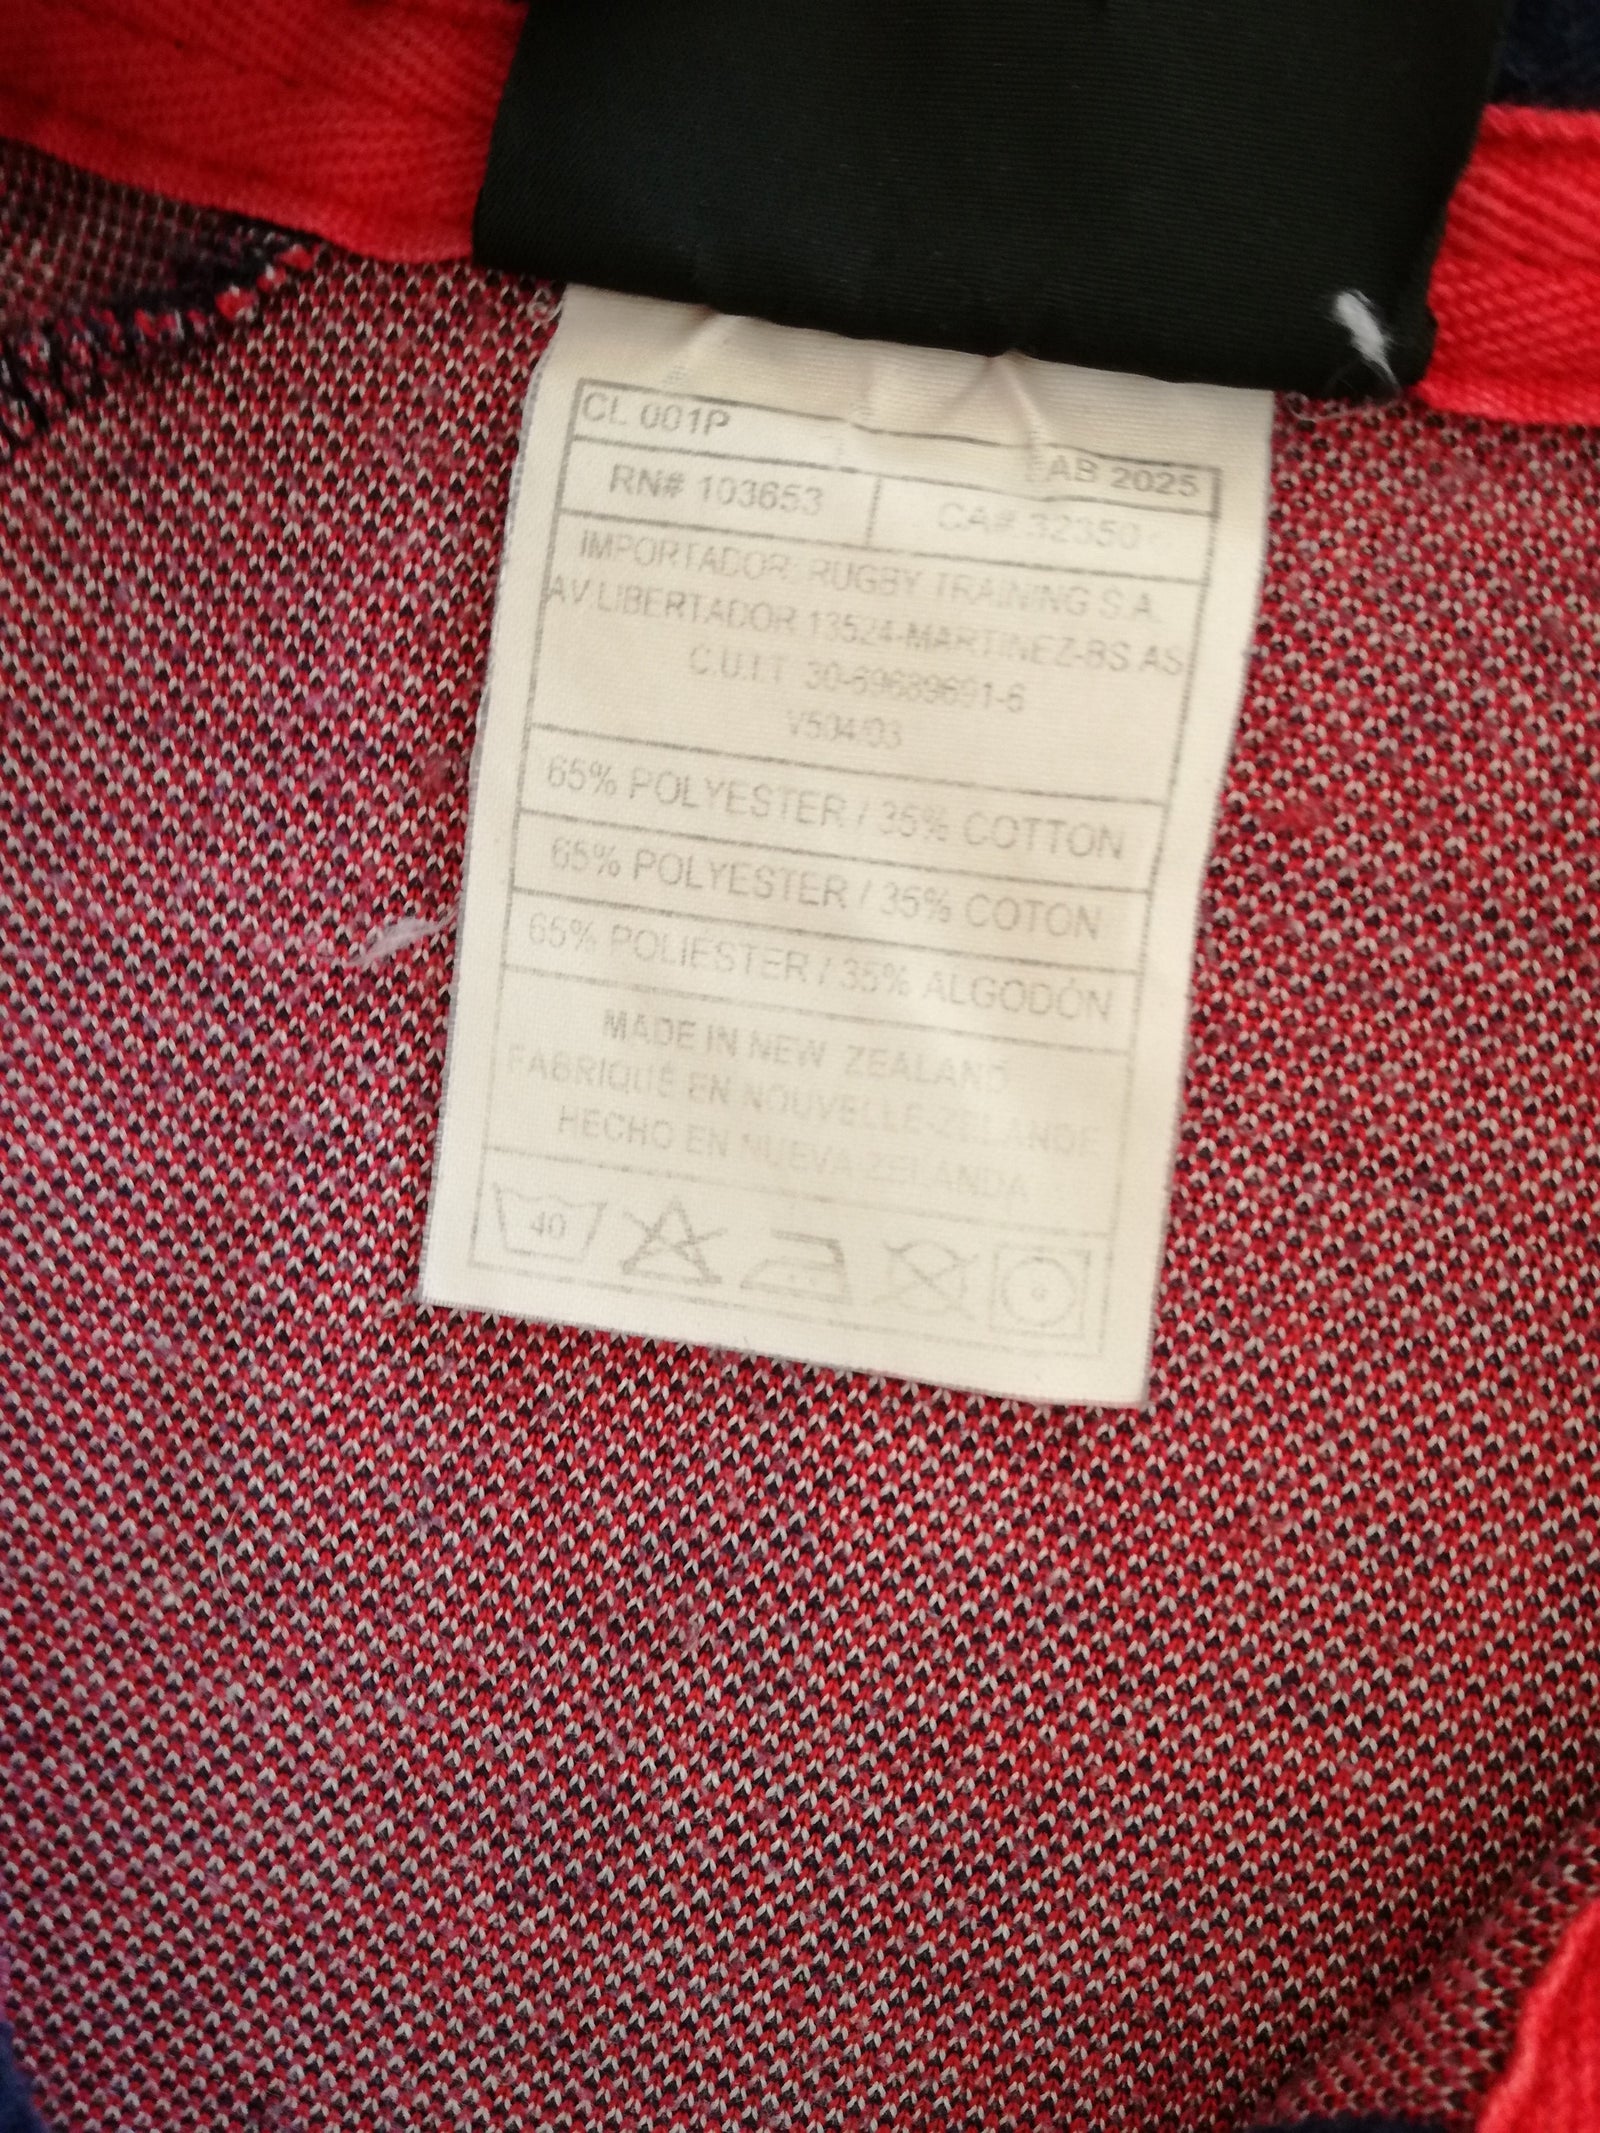 CL 001P
AB 2025
RN# 103653 CA# 32350
IMPORTADOR: RUGBY TRAINING S.A.
AV LIBERTADOR 13524-MARTINEZ-BS AS
C.U.I.T. 30-69689691-6
V504/03
65% POLYESTER / 35% COTTON
65% POLYESTER / 35% COTON
65% POLIÉSTER / 35% ALGODÓN
MADE IN NEW ZEALAND
FABRIQUÉ EN NOUVELLE-ZELANDE
HECHO EN NUEVA ZELANDA
40